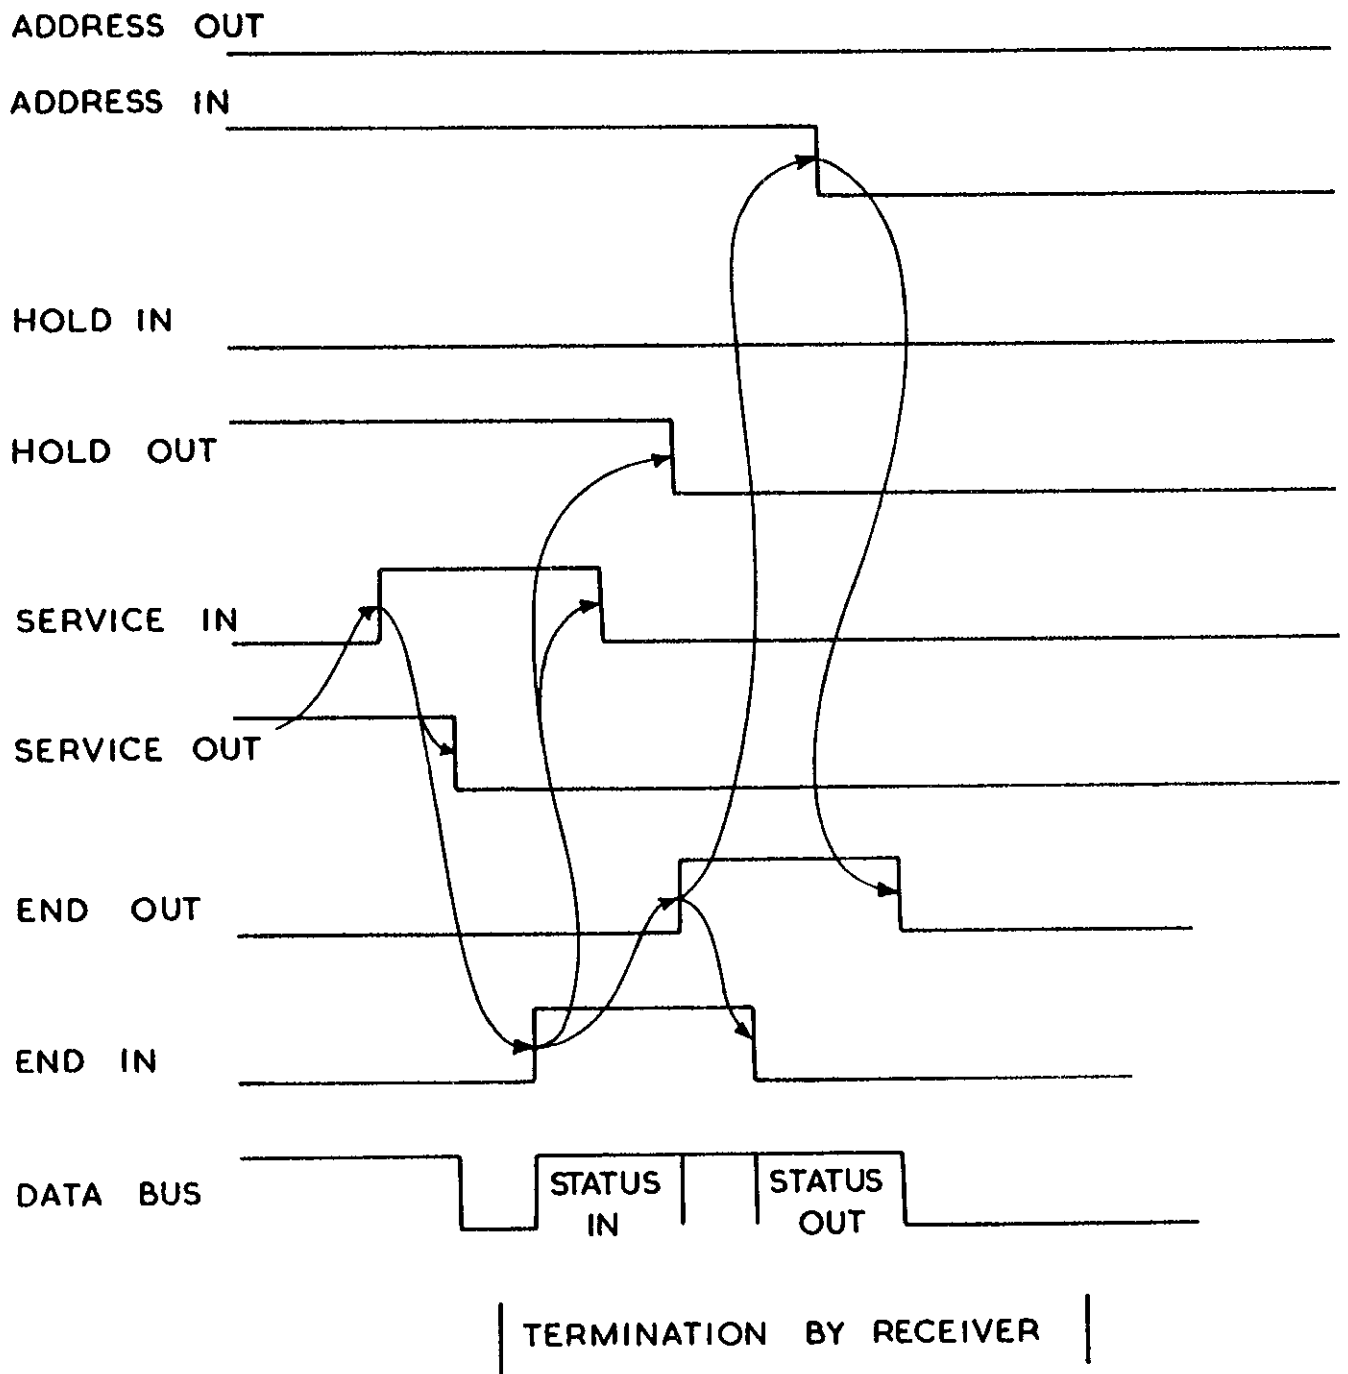 ADDRESS OUT
ADDRESS IN
HOLD IN
HOLD OUT
SERVICE IN
SERVICE OUT
END OUT
END IN
DATA BUS
STATUS
IN
STATUS
OUT
TERMINATION BY RECEIVER